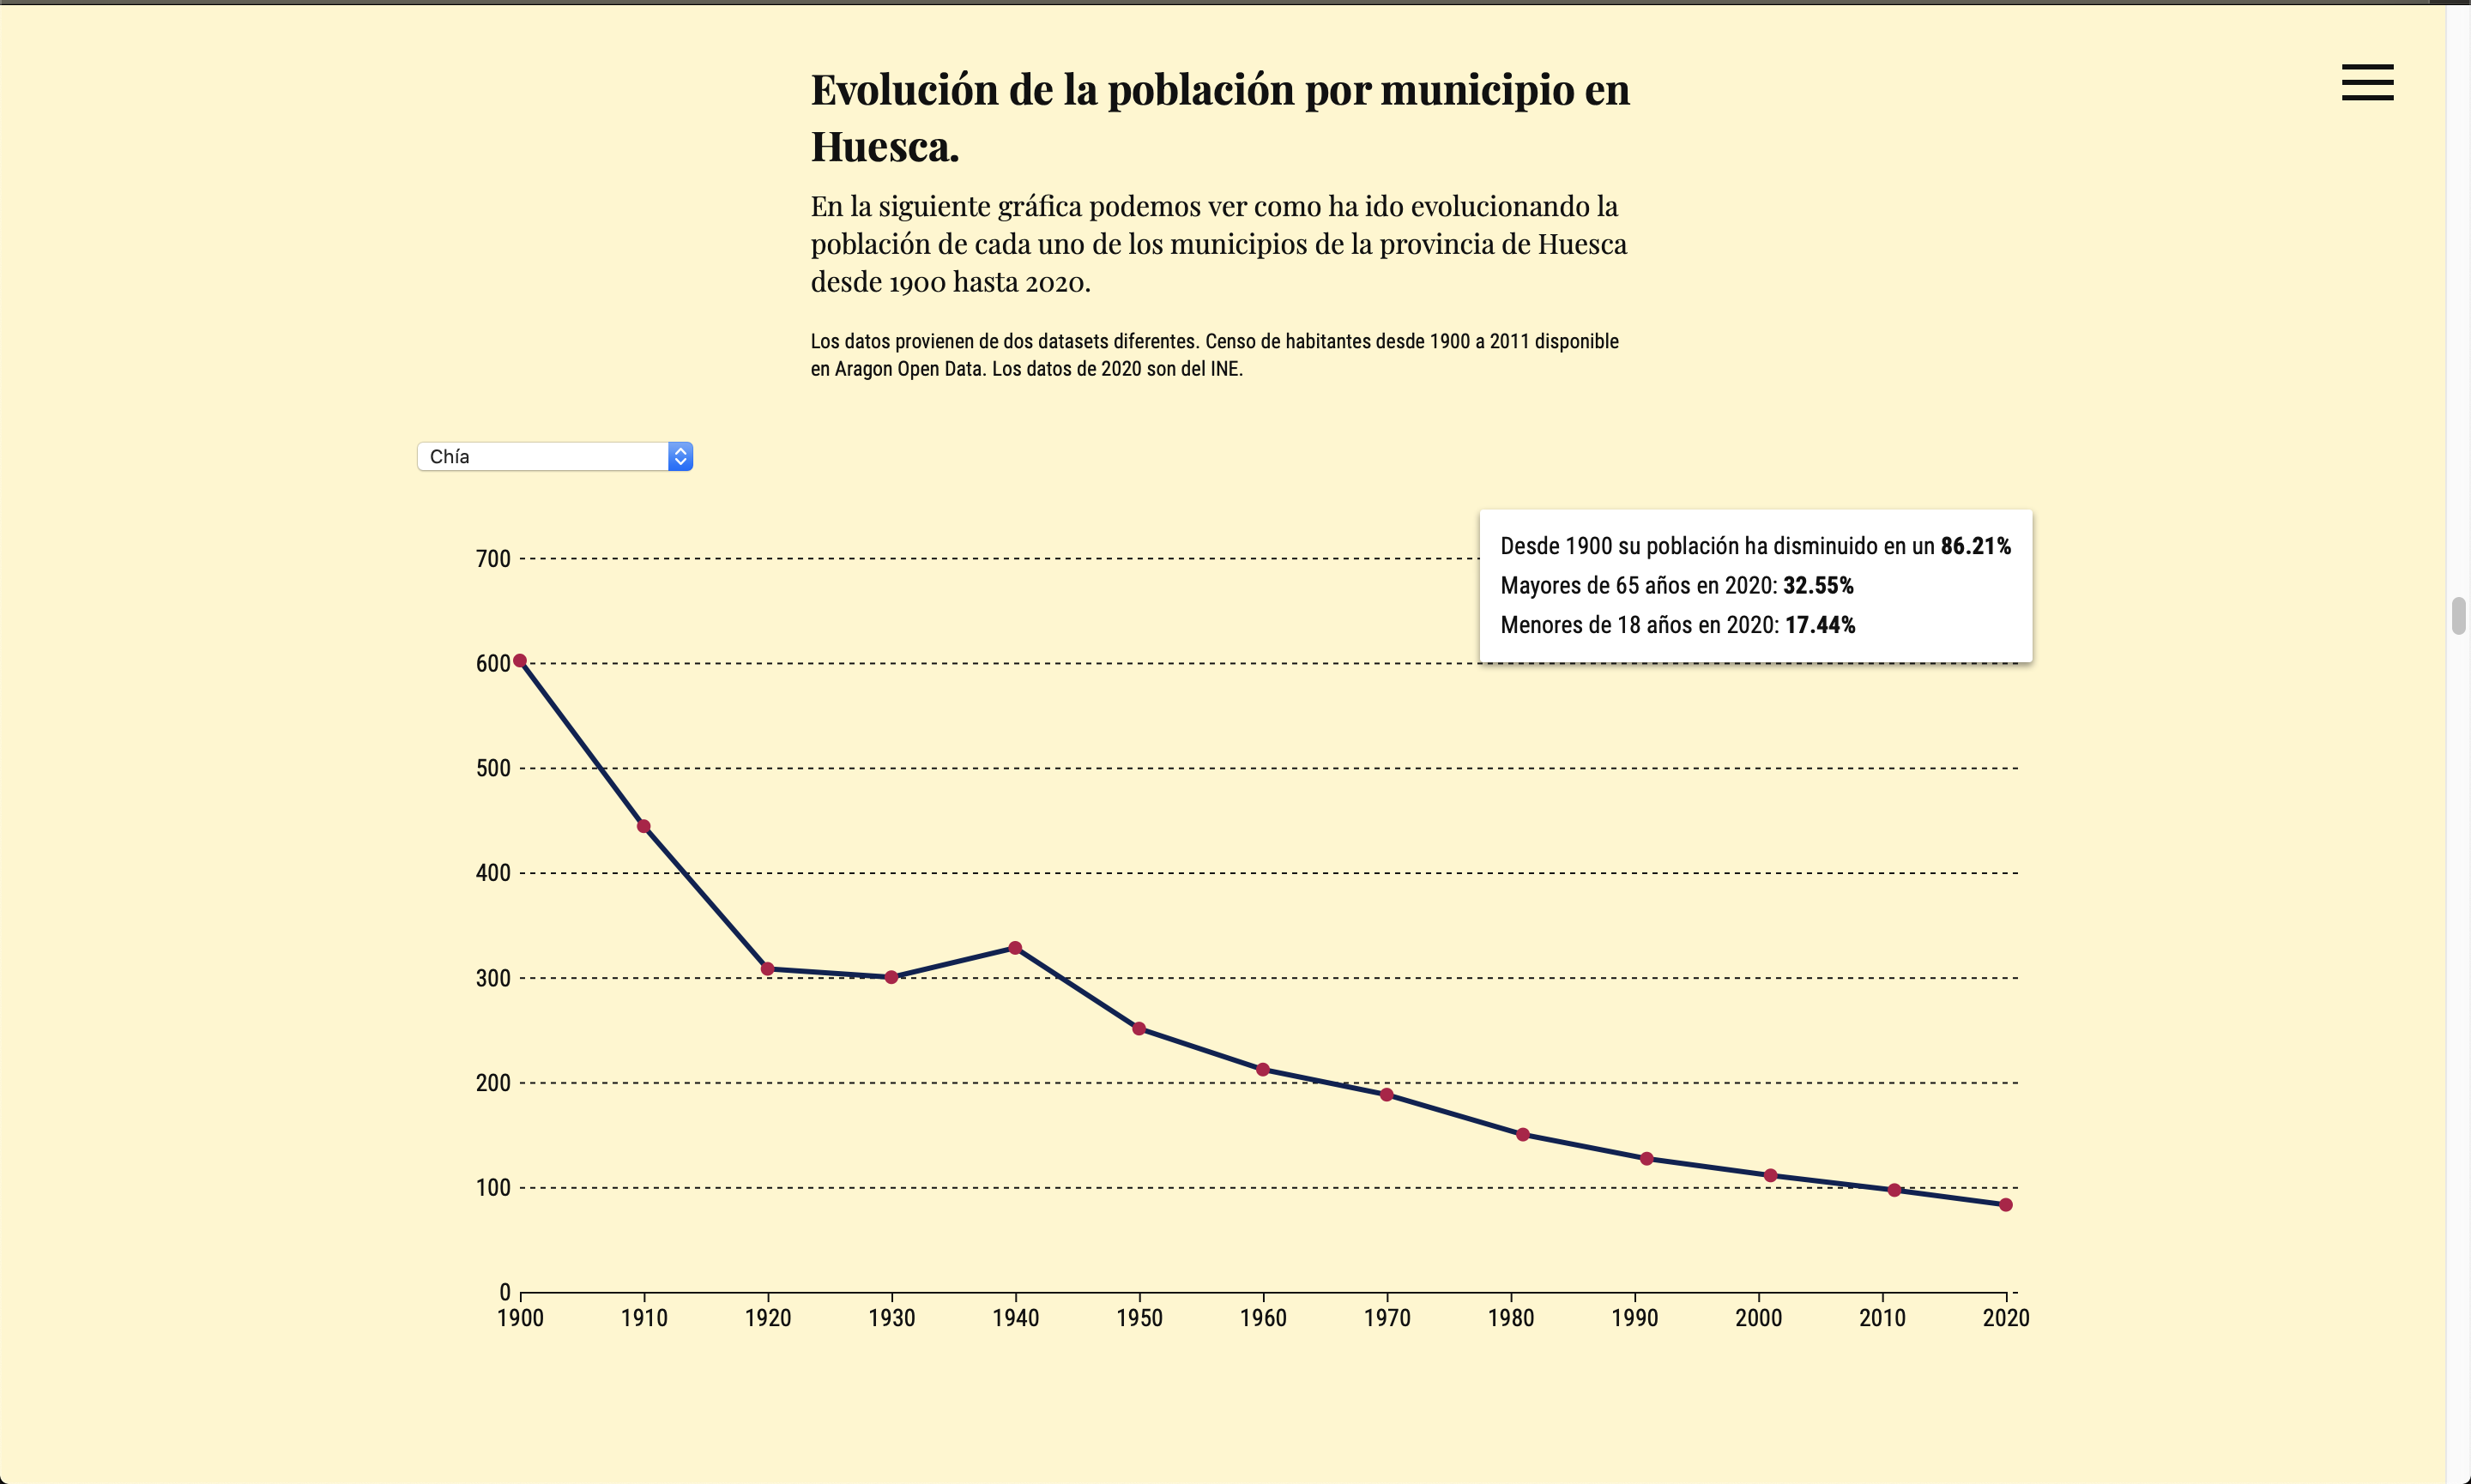 Evolución de la población por municipio en
Huesca.
En la siguiente gráfica podemos ver como ha ido evolucionando la
población de cada uno de los municipios de la provincia de Huesca
desde 1900 hasta 2020.
Los datos provienen de dos datasets diferentes. Censo de habitantes desde 1900 a 2011 disponible
en Aragon Open Data. Los datos de 2020 son del INE.
Chía
Desde 1900 su población ha disminuido en un 86.21%
Mayores de 65 años en 2020: 32.55%
Menores de 18 años en 2020: 17.44%
700
600
500
400
300
200
100
0
1900 1910 1920 1930 1940 1950 1960 1970 1980 1990 2000 2010 2020